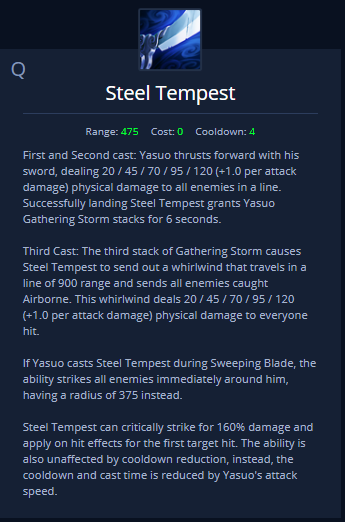 Q
Steel Tempest
Range: 475 Cost: 0 Cooldown: 4
First and Second cast: Yasuo thrusts forward with his
sword, dealing 20 / 45 / 70 / 95 / 120 (+1.0 per attack
damage) physical damage to all enemies in a line.
Successfully landing Steel Tempest grants Yasuo
Gathering Storm stacks for 6 seconds.
Third Cast: The third stack of Gathering Storm causes
Steel Tempest to send out a whirlwind that travels in a
line of 900 range and sends all enemies caught
Airborne. This whirlwind deals 20 / 45 / 70 / 95 / 120
(+1.0 per attack damage) physical damage to everyone
hit.
If Yasuo casts Steel Tempest during Sweeping Blade, the
ability strikes all enemies immediately around him,
having a radius of 375 instead.
Steel Tempest can critically strike for 160% damage and
apply on hit effects for the first target hit. The ability is
also unaffected by cooldown reduction, instead, the
cooldown and cast time is reduced by Yasuo's attack
speed.